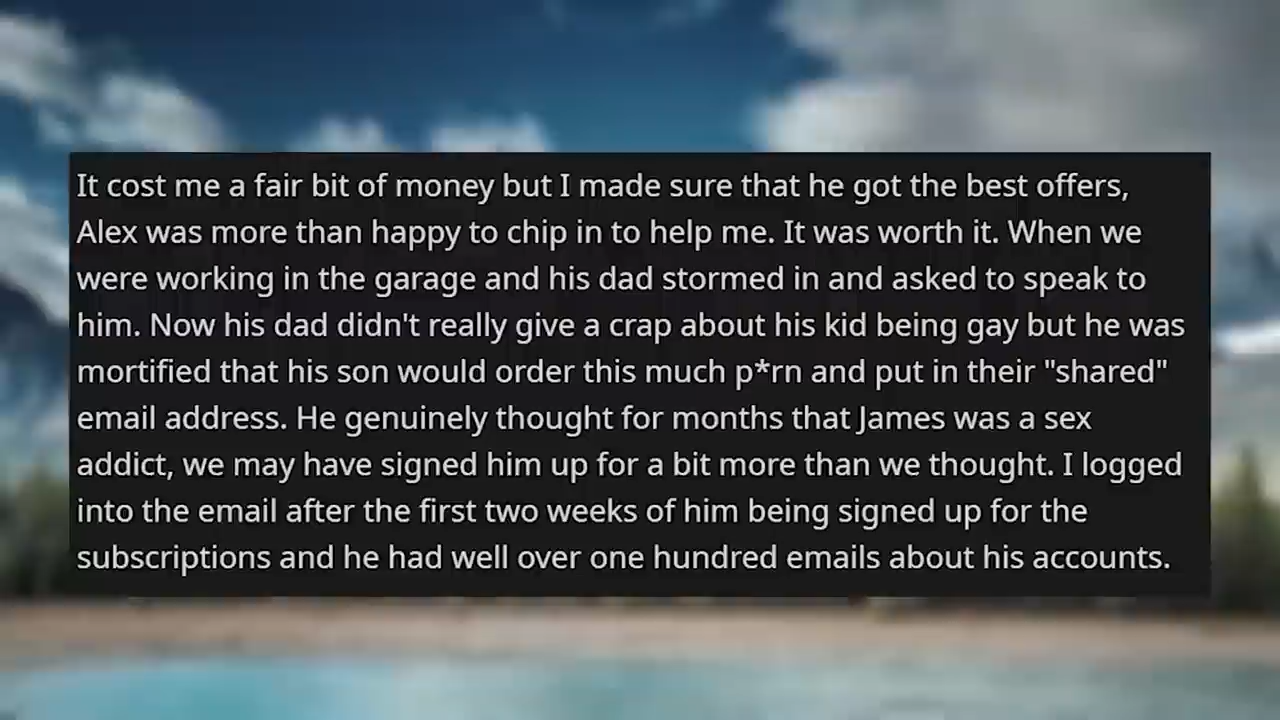 It cost me a fair bit of money but I made sure that he got the best offers,
Alex was more than happy to chip in to help me. It was worth it. When we
were working in the garage and his dad stormed in and asked to speak to
him. Now his dad didn't really give a crap about his kid being gay but he was
mortified that his son would order this much p*rn and put in their "shared"
email address. He genuinely thought for months that James was a sex
addict, we may have signed him up for a bit more than we thought. I logged
into the email after the first two weeks of him being signed up for the
subscriptions and he had well over one hundred emails about his accounts.